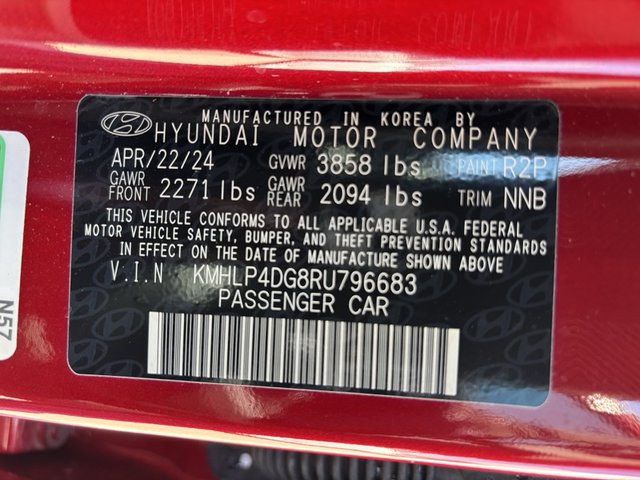 MANUFACTURED IN KOREA BY
HYUNDAI MOTOR COMPANY
APR/22/24 GVWR 3858 lbs PAINT R2P
GAWR FRONT 2271 lbs GAWR REAR 2094 lbs TRIM NNB
THIS VEHICLE CONFORMS TO ALL APPLICABLE U.S.A. FEDERAL
MOTOR VEHICLE SAFETY, BUMPER, AND THEFT PREVENTION STANDARDS
IN EFFECT ON THE DATE OF MANUFACTURE SHOWN ABOVE
V.I.N KMHLP4DG8RU796683
PASSENGER CAR
N57